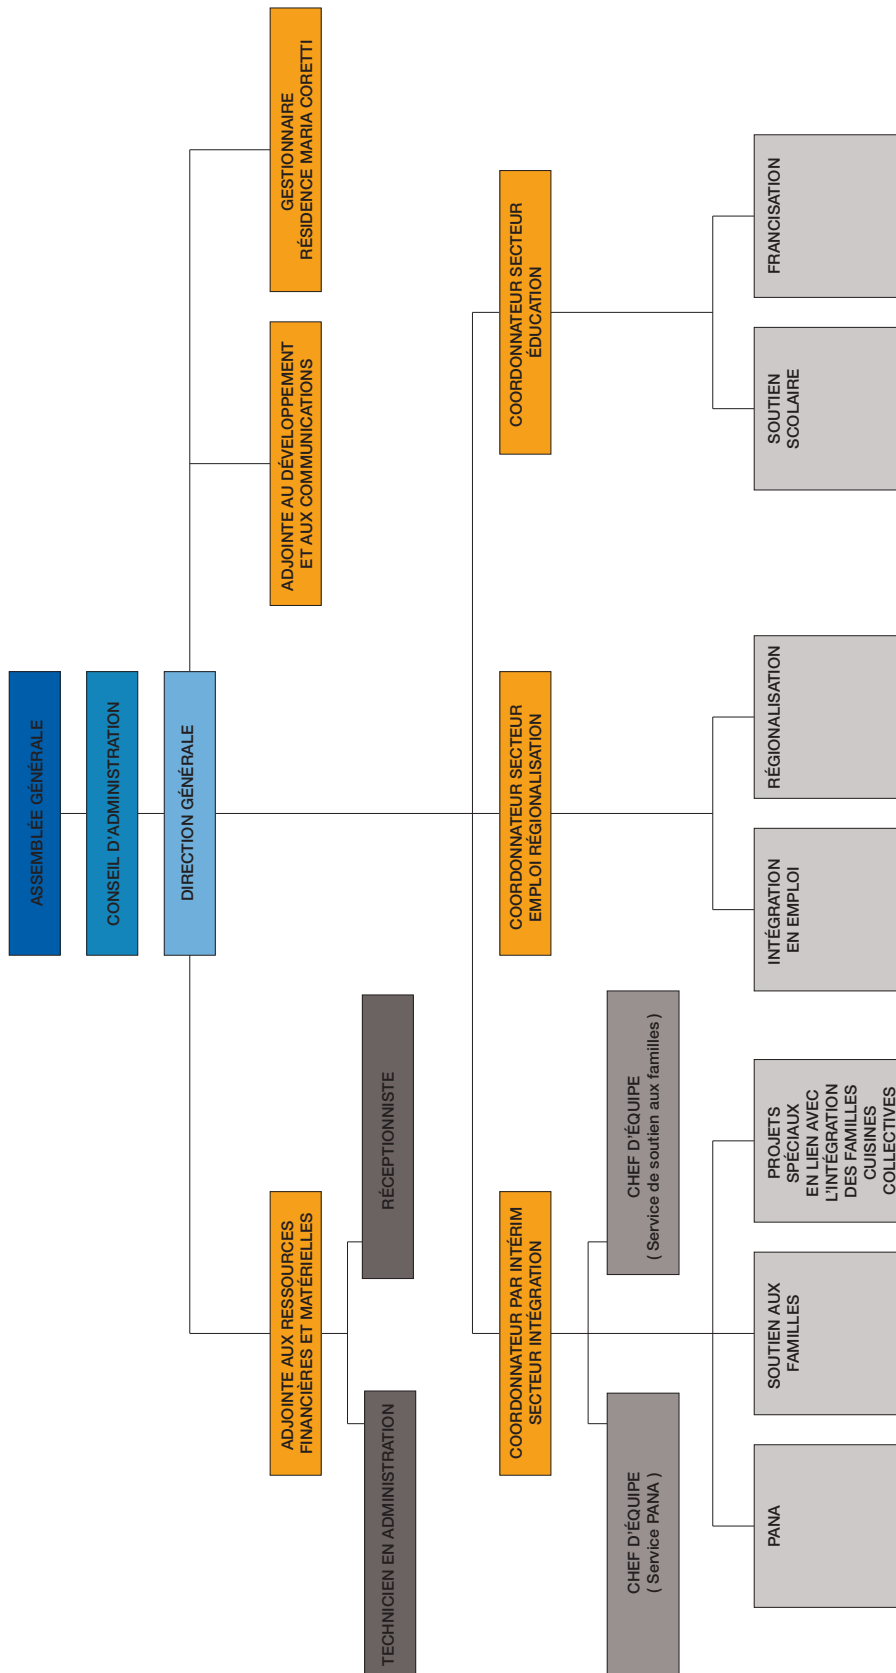 ASSEMBLÉE GÉNÉRALE
CONSEIL D'ADMINISTRATION
DIRECTION GÉNÉRALE
ADJOINTE AUX RESSOURCES
FINANCIÈRES ET MATÉRIELLES
ADJOINTE AU DÉVELOPPEMENT
ET AUX COMMUNICATIONS
GESTIONNAIRE
RÉSIDENCE MARIA CORETTI
TECHNICIEN EN ADMINISTRATION
RÉCEPTIONNISTE
COORDONNATEUR PAR INTÉRIM
SECTEUR INTÉGRATION
COORDONNATEUR SECTEUR
EMPLOI RÉGIONALISATION
COORDONNATEUR SECTEUR
ÉDUCATION
CHEF D'ÉQUIPE
( Service PANA )
CHEF D'ÉQUIPE
( Service de soutien aux familles )
PANA
SOUTIEN AUX
FAMILLES
PROJETS
SPÉCIAUX
EN LIEN AVEC
L'INTÉGRATION
DES FAMILLES
CUISINES
COLLECTIVES
INTÉGRATION
EN EMPLOI
RÉGIONALISATION
SOUTIEN
SCOLAIRE
FRANCISATION